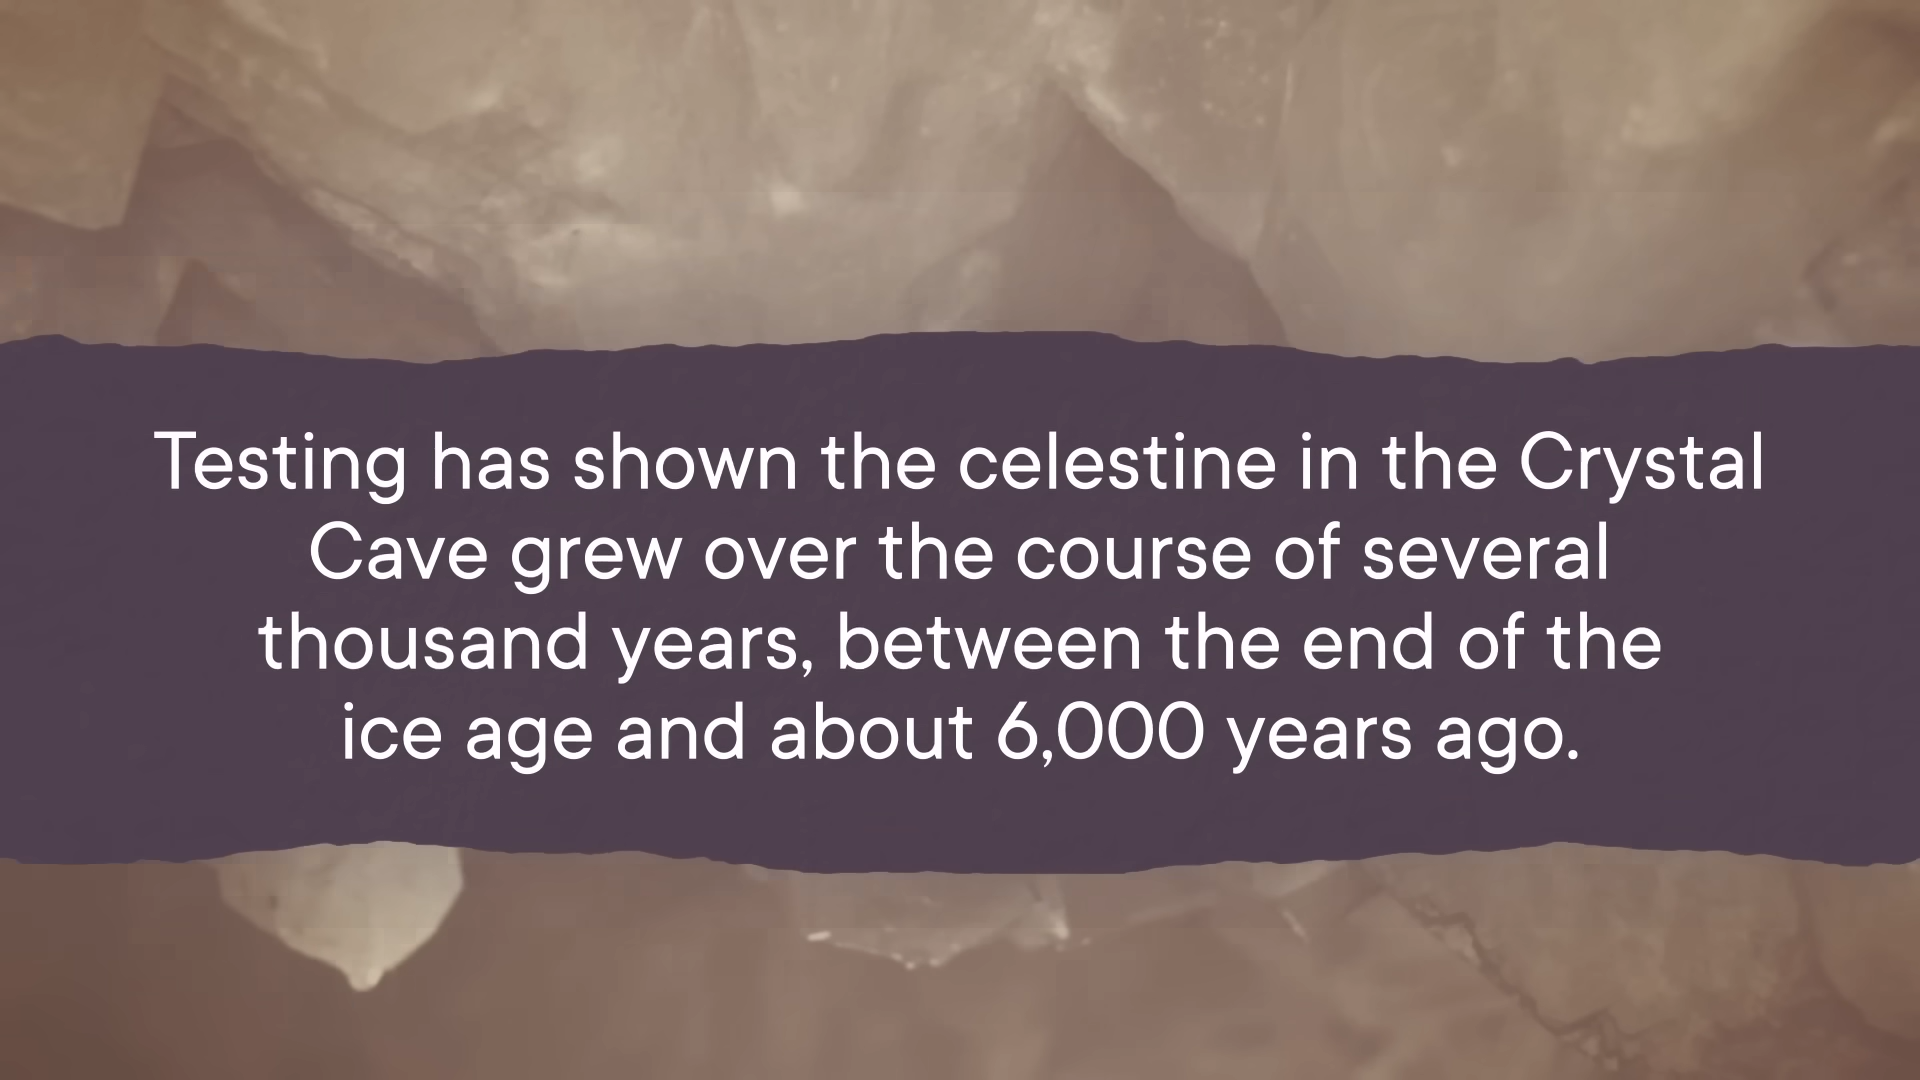 Testing has shown the celestine in the Crystal
Cave grew over the course of several
thousand years, between the end of the
ice age and about 6,000 years ago.